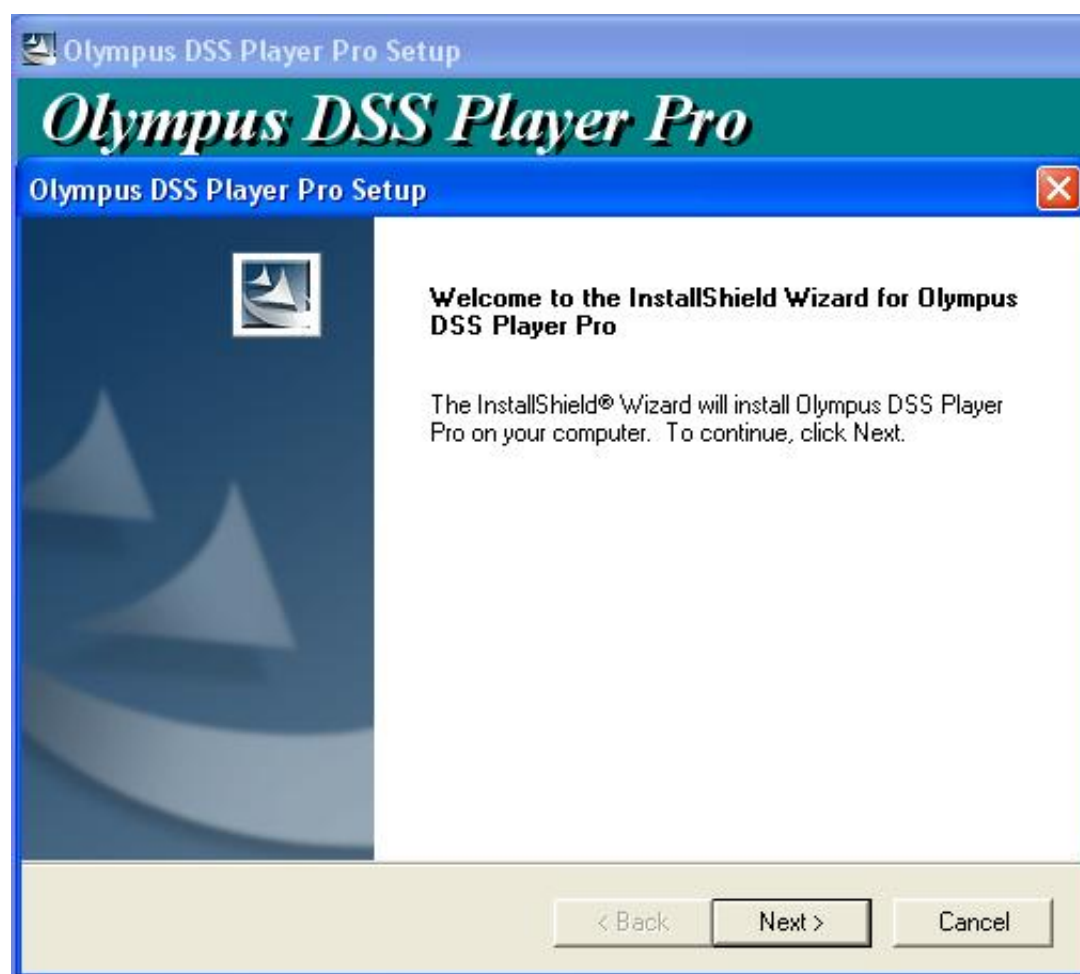 Olympus DSS Player Pro Setup
Olympus DSS Player Pro
Olympus DSS Player Pro Setup
Welcome to the InstallShield Wizard for Olympus
DSS Player Pro
The InstallShield® Wizard will install Olympus DSS Player
Pro on your computer. To continue, click Next.
< Back
Next >
Cancel